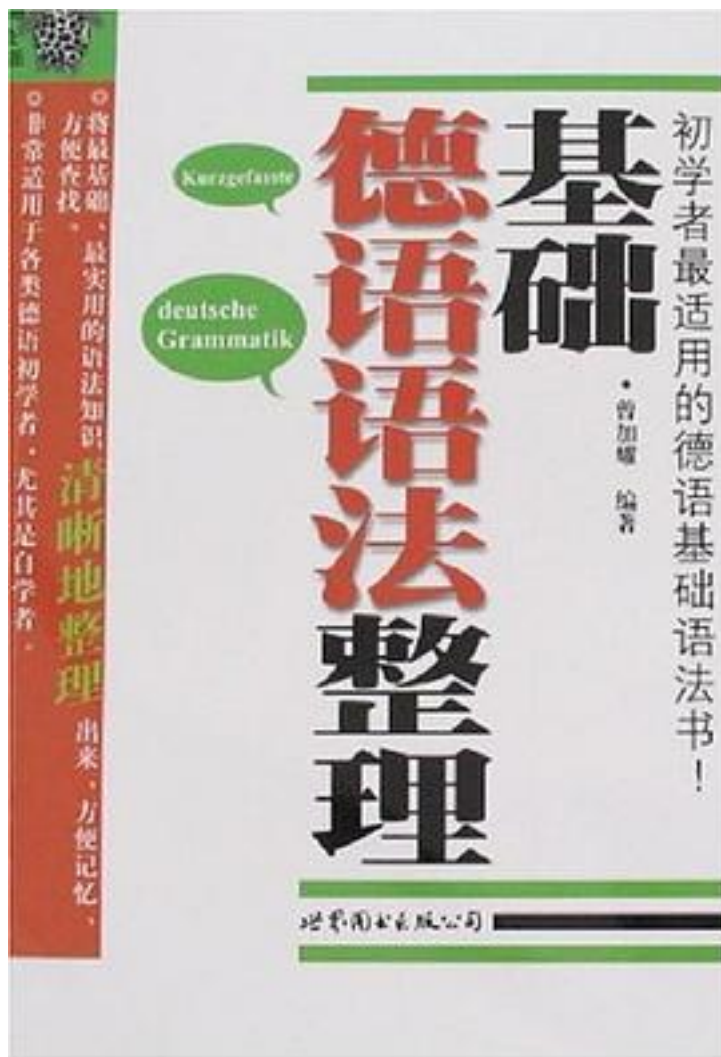 初学者最适用的德语基础语法书！
基础
·曾加耀 编著
德语语法整理
Kurzgefasste
deutsche
Grammatik
◎将最基础、最实用的语法知识清晰地整理出来，方便记忆、
方便查找。
◎非常适用于各类德语初学者，尤其是自学者。
世界图书出版公司